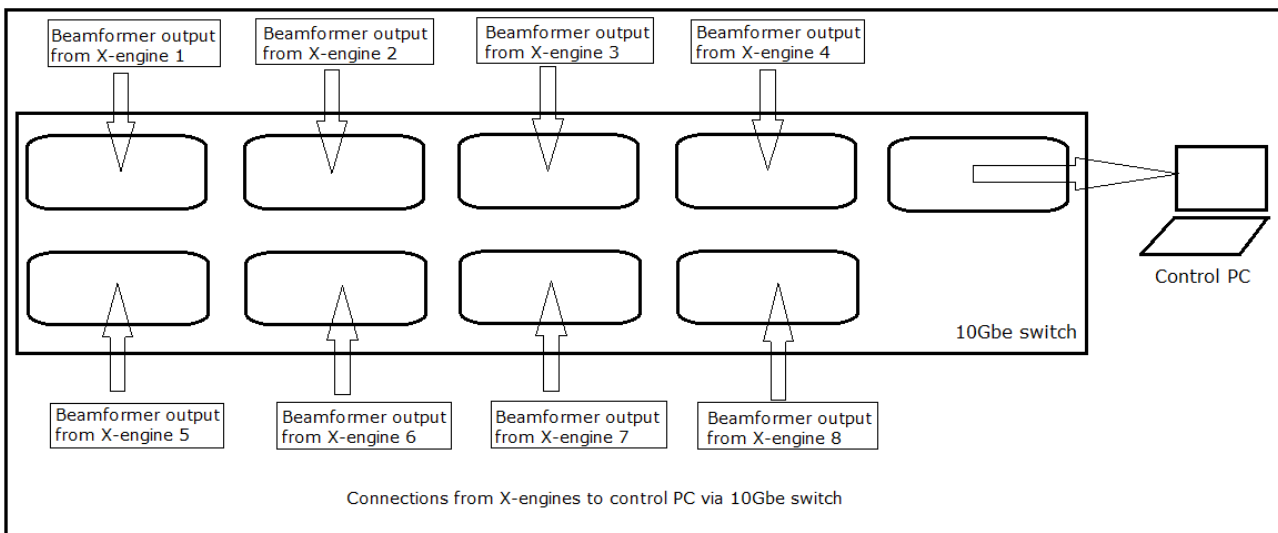 Beamformer output
from X-engine 1
Beamformer output
from X-engine 2
Beamformer output
from X-engine 3
Beamformer output
from X-engine 4
Control PC
10Gbe switch
Beamformer output
from X-engine 5
Beamformer output
from X-engine 6
Beamformer output
from X-engine 7
Beamformer output
from X-engine 8
Connections from X-engines to control PC via 10Gbe switch